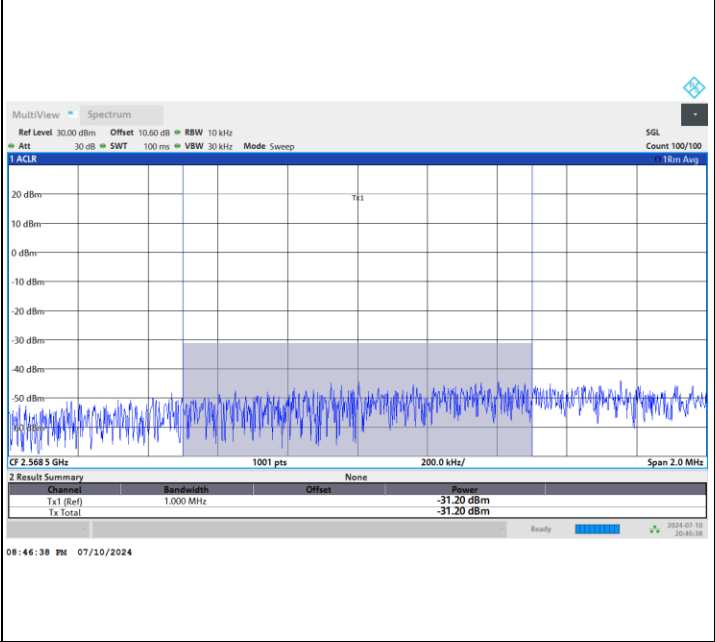 MultiView Spectrum
Ref Level 30.00 dBm Offset 10.60 dB RBW 10 kHz SGL
Att 30 dB SWT 100 ms VBW 30 kHz Mode Sweep Count 100/100
1 ACLR 1Rm Avg
20 dBm
Tx1
10 dBm
0 dBm
-10 dBm
-20 dBm
-30 dBm
-40 dBm
-50 dBm
-60 dBm
CF 2.5685 GHz 1001 pts 200.0 kHz/ Span 2.0 MHz
2 Result Summary None
Channel Bandwidth Offset Power
Tx1 (Ref) 1.000 MHz -31.20 dBm
Tx Total -31.20 dBm
Ready 2024-07-10
20:46:38
08:46:38 PM 07/10/2024